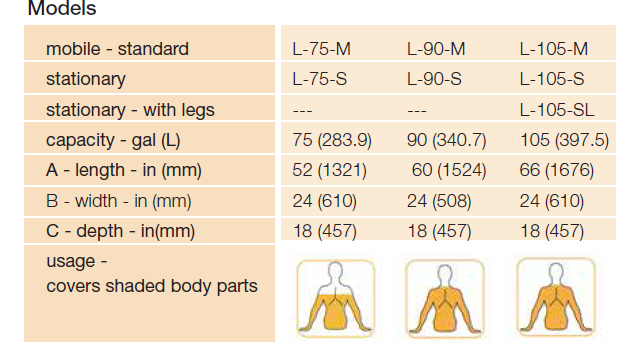 Models
mobile - standard L-75-M L-90-M L-105-M
stationary L-75-S L-90-S L-105-S
stationary - with legs --- --- L-105-SL
capacity - gal (L) 75 (283.9) 90 (340.7) 105 (397.5)
A - length - in (mm) 52 (1321) 60 (1524) 66 (1676)
B - width - in (mm) 24 (610) 24 (508) 24 (610)
C - depth - in(mm) 18 (457) 18 (457) 18 (457)
usage -
covers shaded body parts